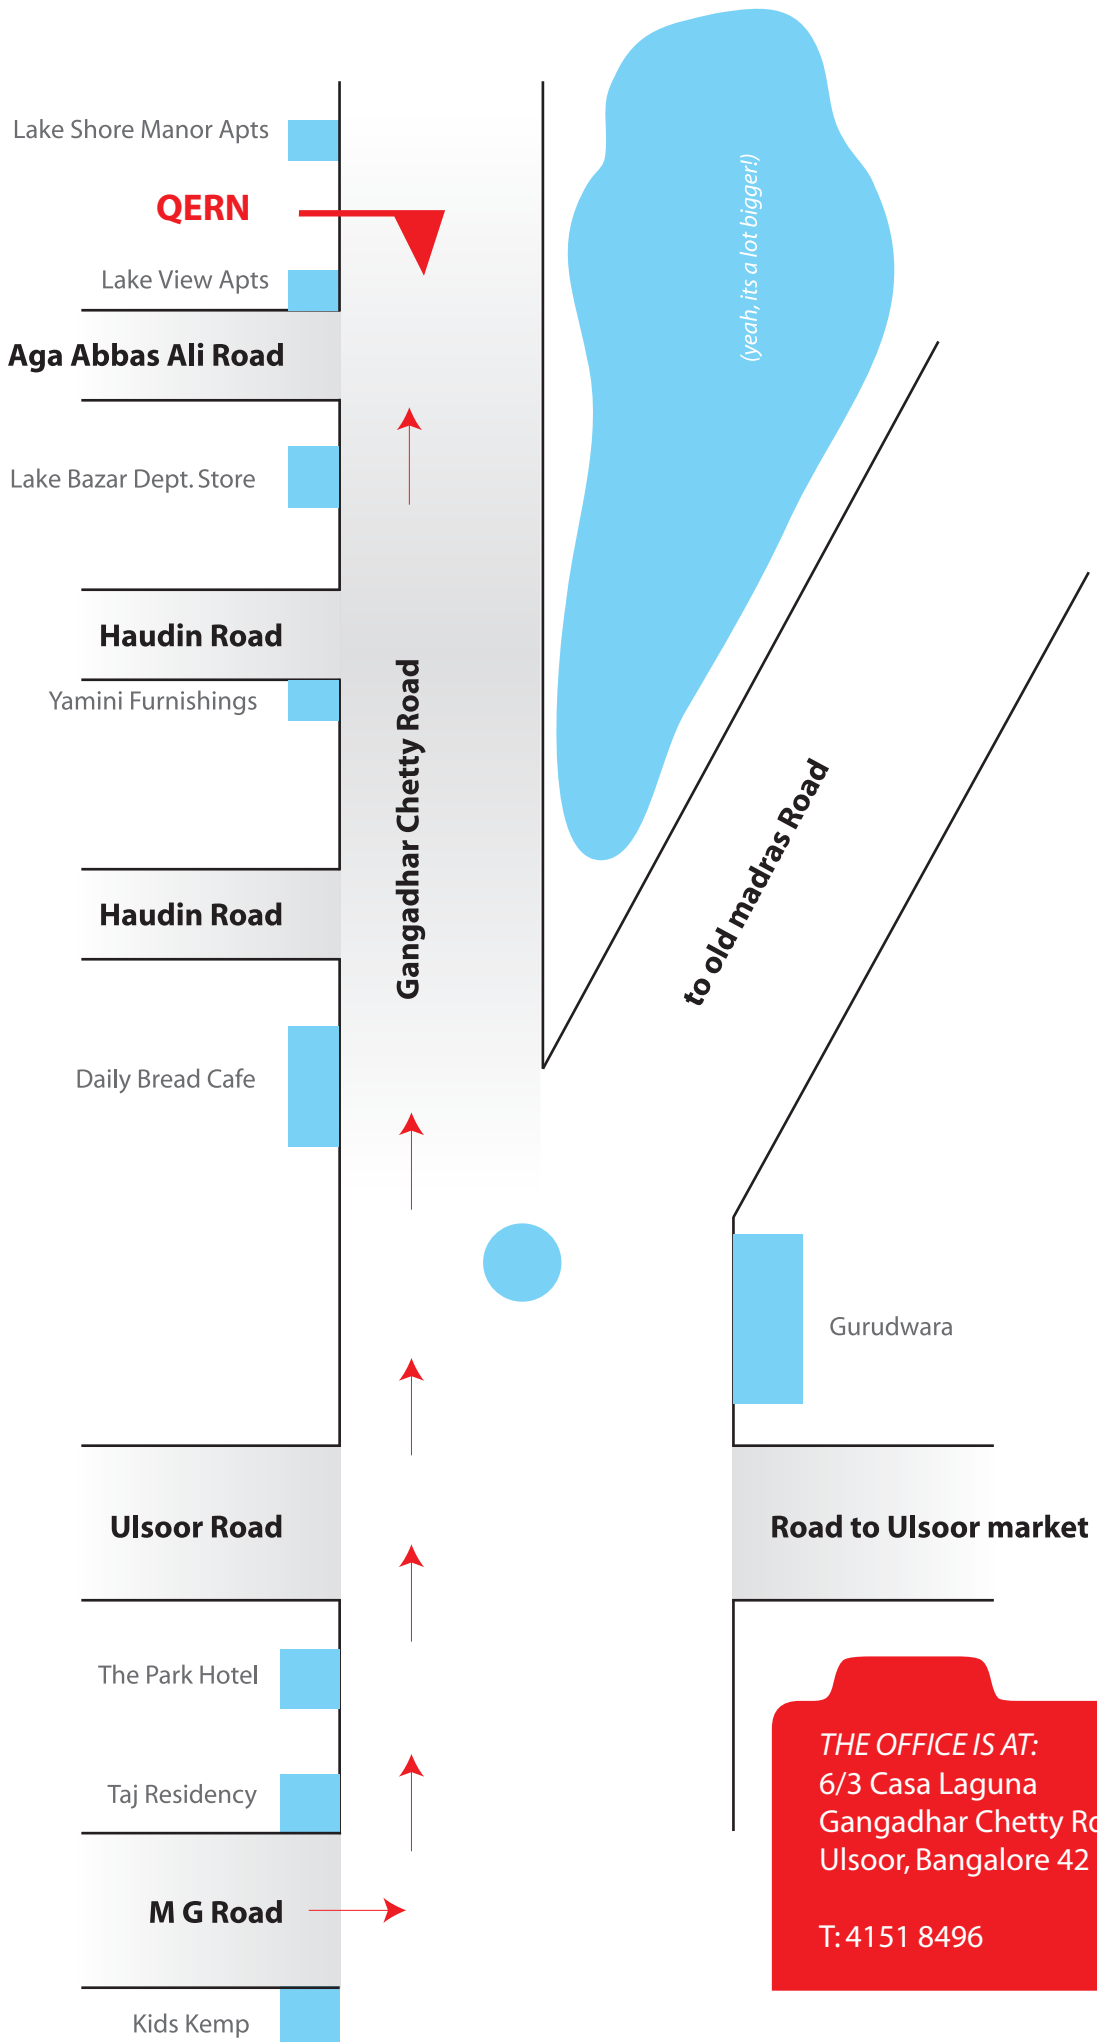 Lake Shore Manor Apts
QERN
(yeah, its a lot bigger!)
Lake View Apts
Aga Abbas Ali Road
Lake Bazar Dept. Store
Haudin Road
Yamini Furnishings
Gangadhar Chetty Road
to old madras Road
Haudin Road
Daily Bread Cafe
Gurudwara
Ulsoor Road
Road to Ulsoor market
The Park Hotel
Taj Residency
M G Road
Kids Kemp
THE OFFICE IS AT:
6/3 Casa Laguna
Gangadhar Chetty
Ulsoor, Bangalore 42
T: 4151 8496